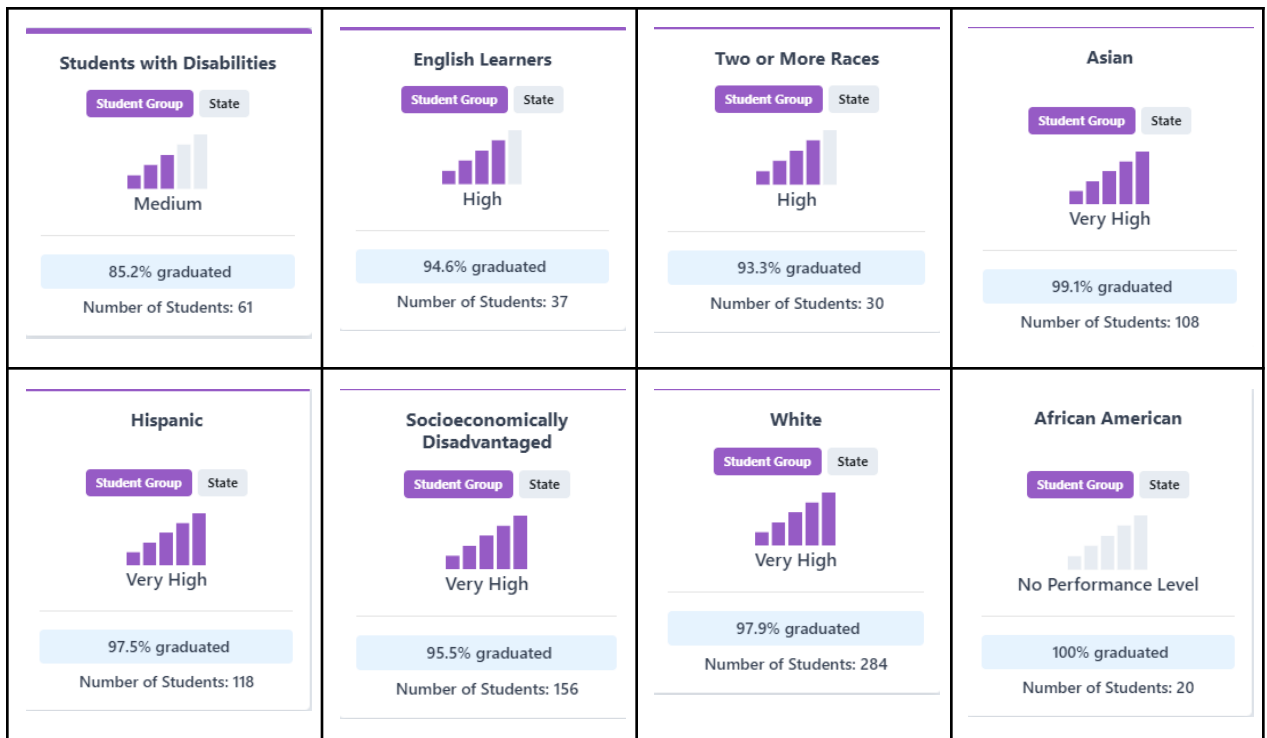 Students with Disabilities
Student Group State
Medium
85.2% graduated
Number of Students: 61
English Learners
Student Group State
High
94.6% graduated
Number of Students: 37
Two or More Races
Student Group State
High
93.3% graduated
Number of Students: 30
Asian
Student Group State
Very High
99.1% graduated
Number of Students: 108
Hispanic
Student Group State
Very High
97.5% graduated
Number of Students: 118
Socioeconomically
Disadvantaged
Student Group State
Very High
95.5% graduated
Number of Students: 156
White
Student Group State
Very High
97.9% graduated
Number of Students: 284
African American
Student Group State
No Performance Level
100% graduated
Number of Students: 20